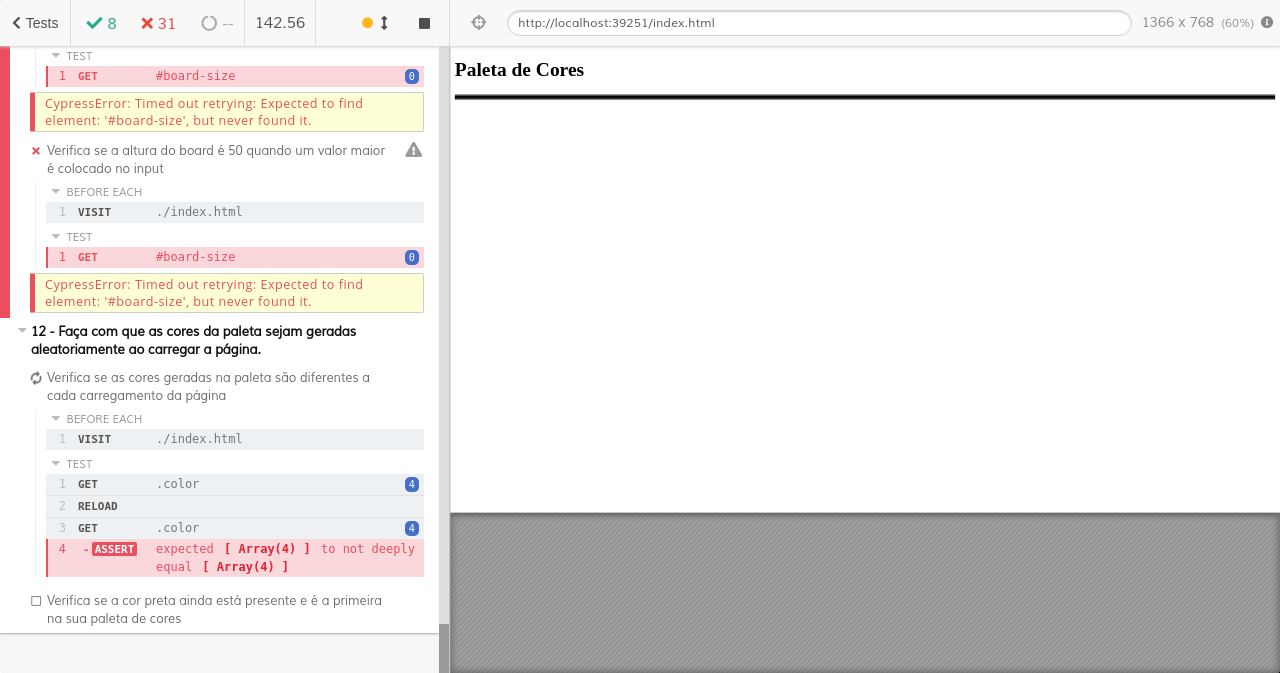 Tests 8 31 -- 142.56
http://localhost:39251/index.html
1366 x 768 (60%)
TEST
1 GET #board-size 0
CypressError: Timed out retrying: Expected to find
element: '#board-size', but never found it.
Verifica se a altura do board é 50 quando um valor maior
é colocado no input
BEFORE EACH
1 VISIT ./index.html
TEST
1 GET #board-size 0
CypressError: Timed out retrying: Expected to find
element: '#board-size', but never found it.
12 - Faça com que as cores da paleta sejam geradas
aleatoriamente ao carregar a página.
Verifica se as cores geradas na paleta são diferentes a
cada carregamento da página
BEFORE EACH
1 VISIT ./index.html
TEST
1 GET .color 4
2 RELOAD
3 GET .color 4
4 -ASSERT expected [ Array(4) ] to not deeply
equal [ Array(4) ]
Verifica se a cor preta ainda está presente e é a primeira
na sua paleta de cores
Paleta de Cores